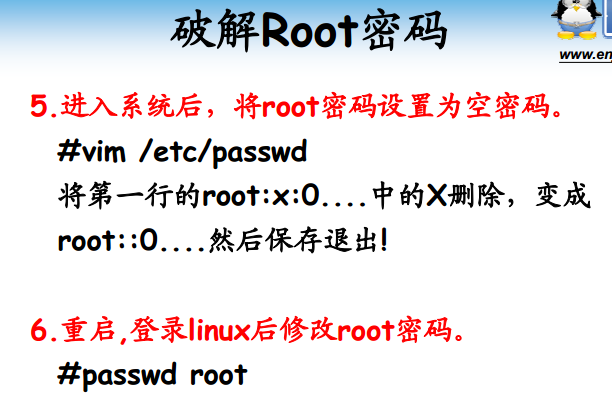 破解Root密码
www.en
5.进入系统后，将root密码设置为空密码。
#vim /etc/passwd
将第一行的root:x:0....中的X删除，变成
root::0....然后保存退出!
6.重启,登录linux后修改root密码。
#passwd root